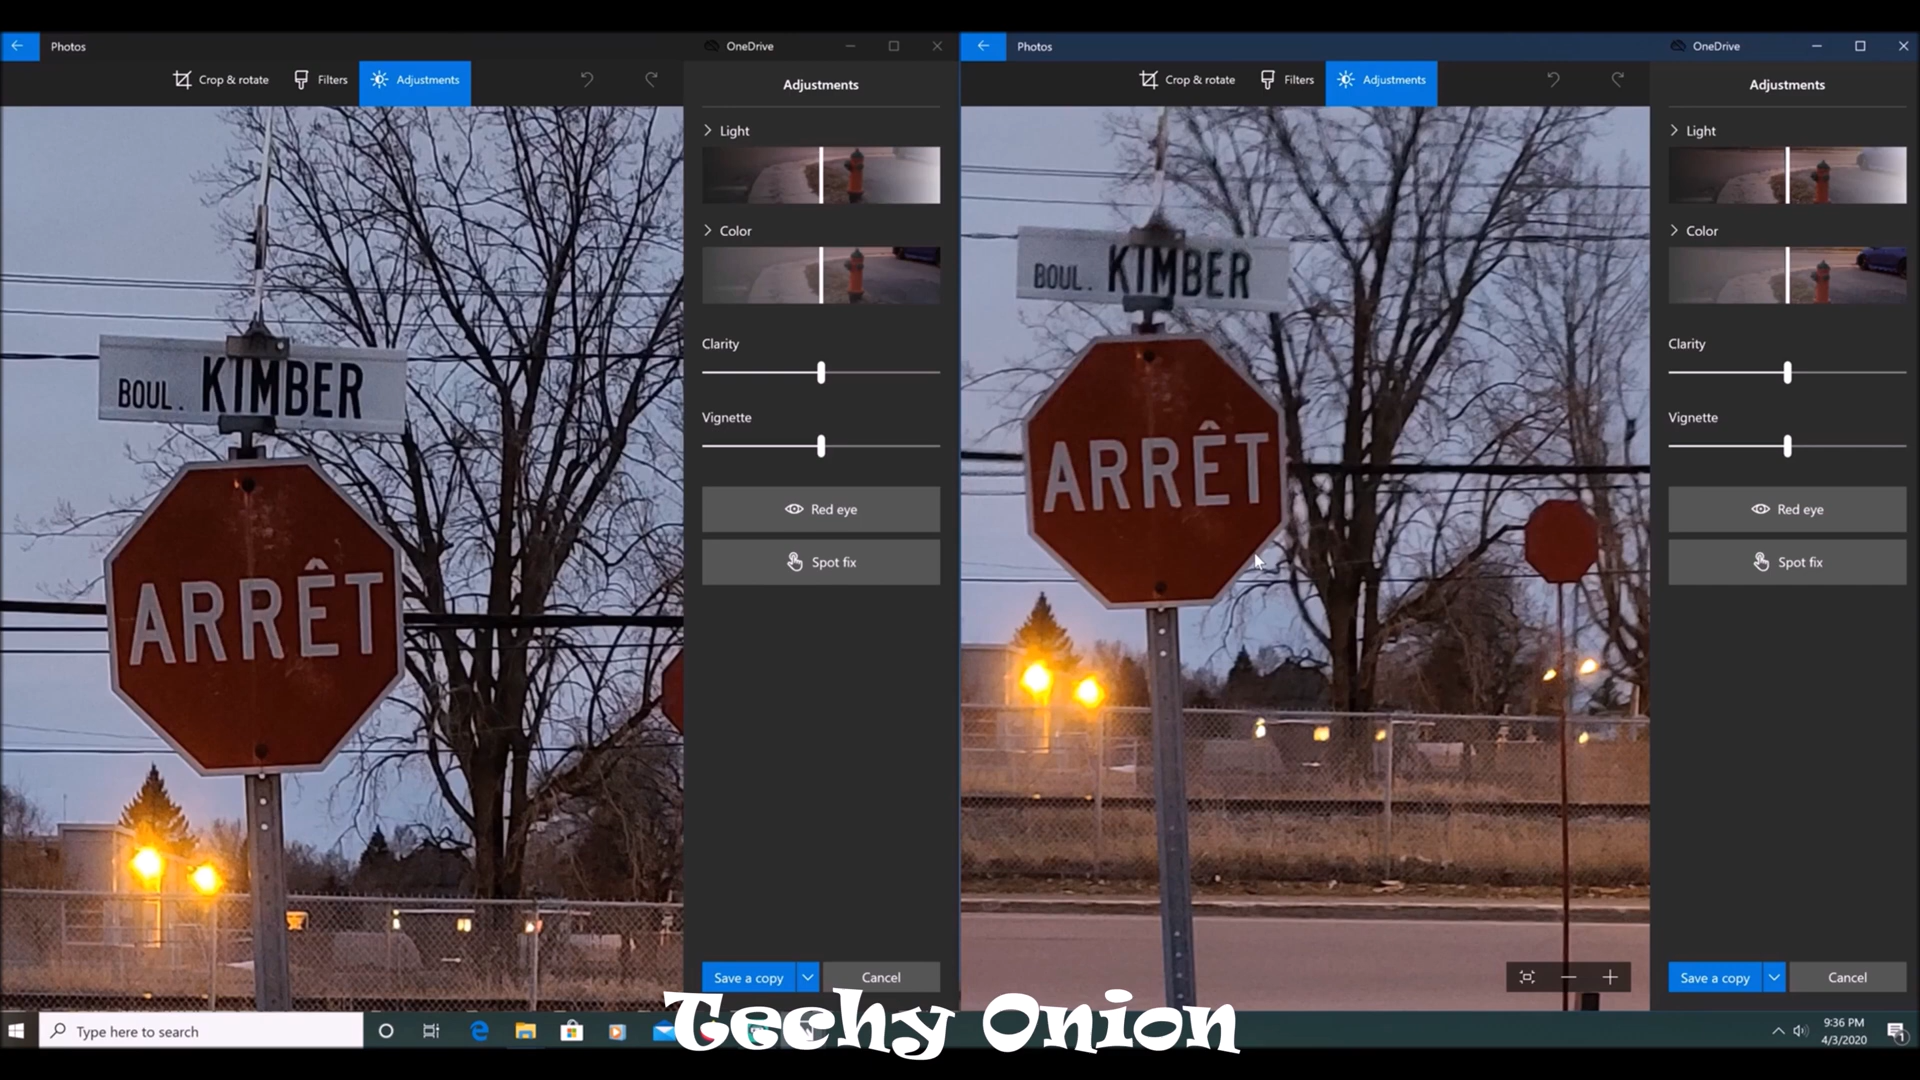 Photos
OneDrive
Crop & rotate
Filters
Adjustments
Adjustments
Light
Color
Clarity
Vignette
Red eye
Spot fix
Save a copy
Cancel
BOUL. KIMBER
ARRÊT
Photos
OneDrive
Crop & rotate
Filters
Adjustments
Adjustments
Light
Color
Clarity
Vignette
Red eye
Spot fix
Save a copy
Cancel
BOUL. KIMBER
ARRÊT
Techy Onion
Type here to search
9:36 PM
4/3/2020
1